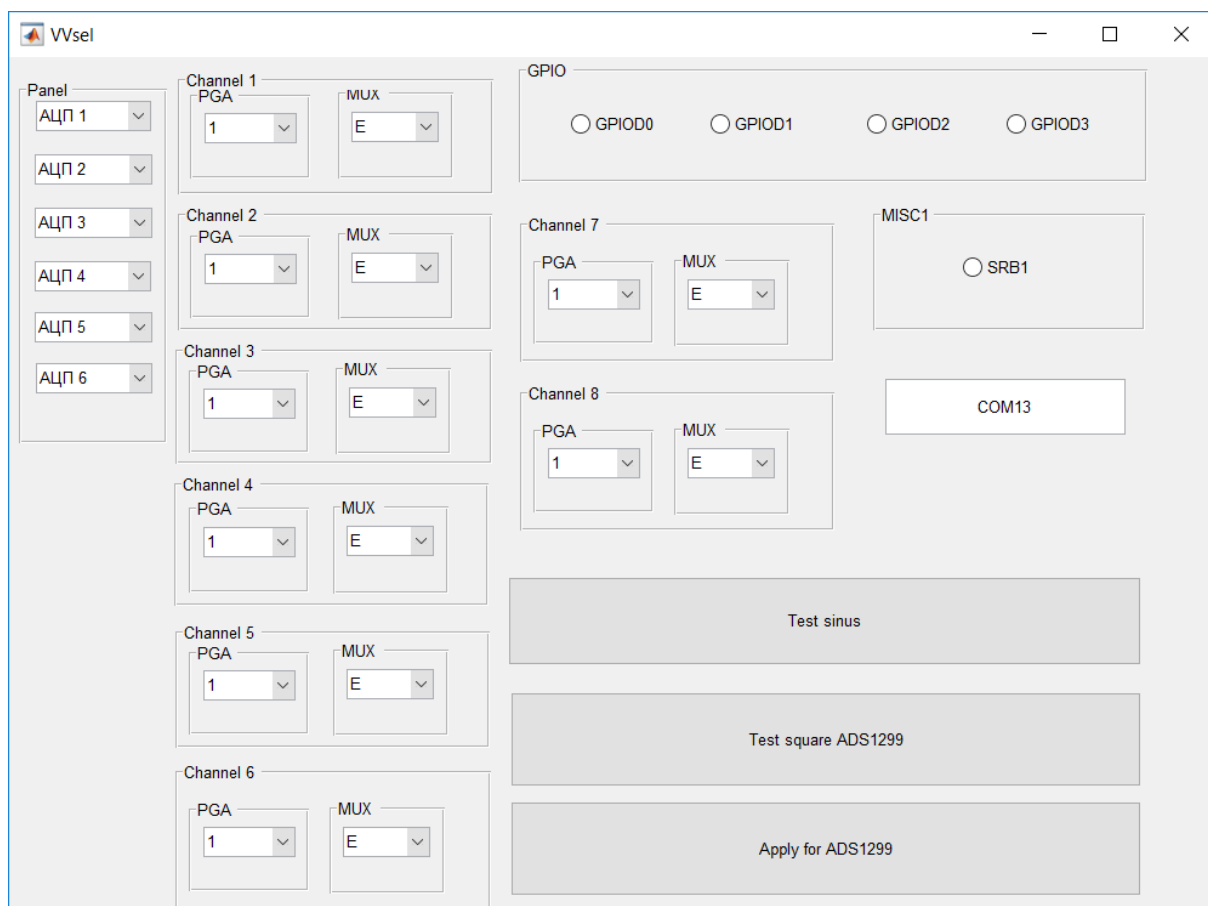 VVsel
Panel
АЦП 1
АЦП 2
АЦП 3
АЦП 4
АЦП 5
АЦП 6
Channel 1
PGA
1
MUX
E
Channel 2
PGA
1
MUX
E
Channel 3
PGA
1
MUX
E
Channel 4
PGA
1
MUX
E
Channel 5
PGA
1
MUX
E
Channel 6
PGA
1
MUX
E
GPIO
GPIOD0 GPIOD1 GPIOD2 GPIOD3
Channel 7
PGA
1
MUX
E
Channel 8
PGA
1
MUX
E
MISC1
SRB1
COM13
Test sinus
Test square ADS1299
Apply for ADS1299